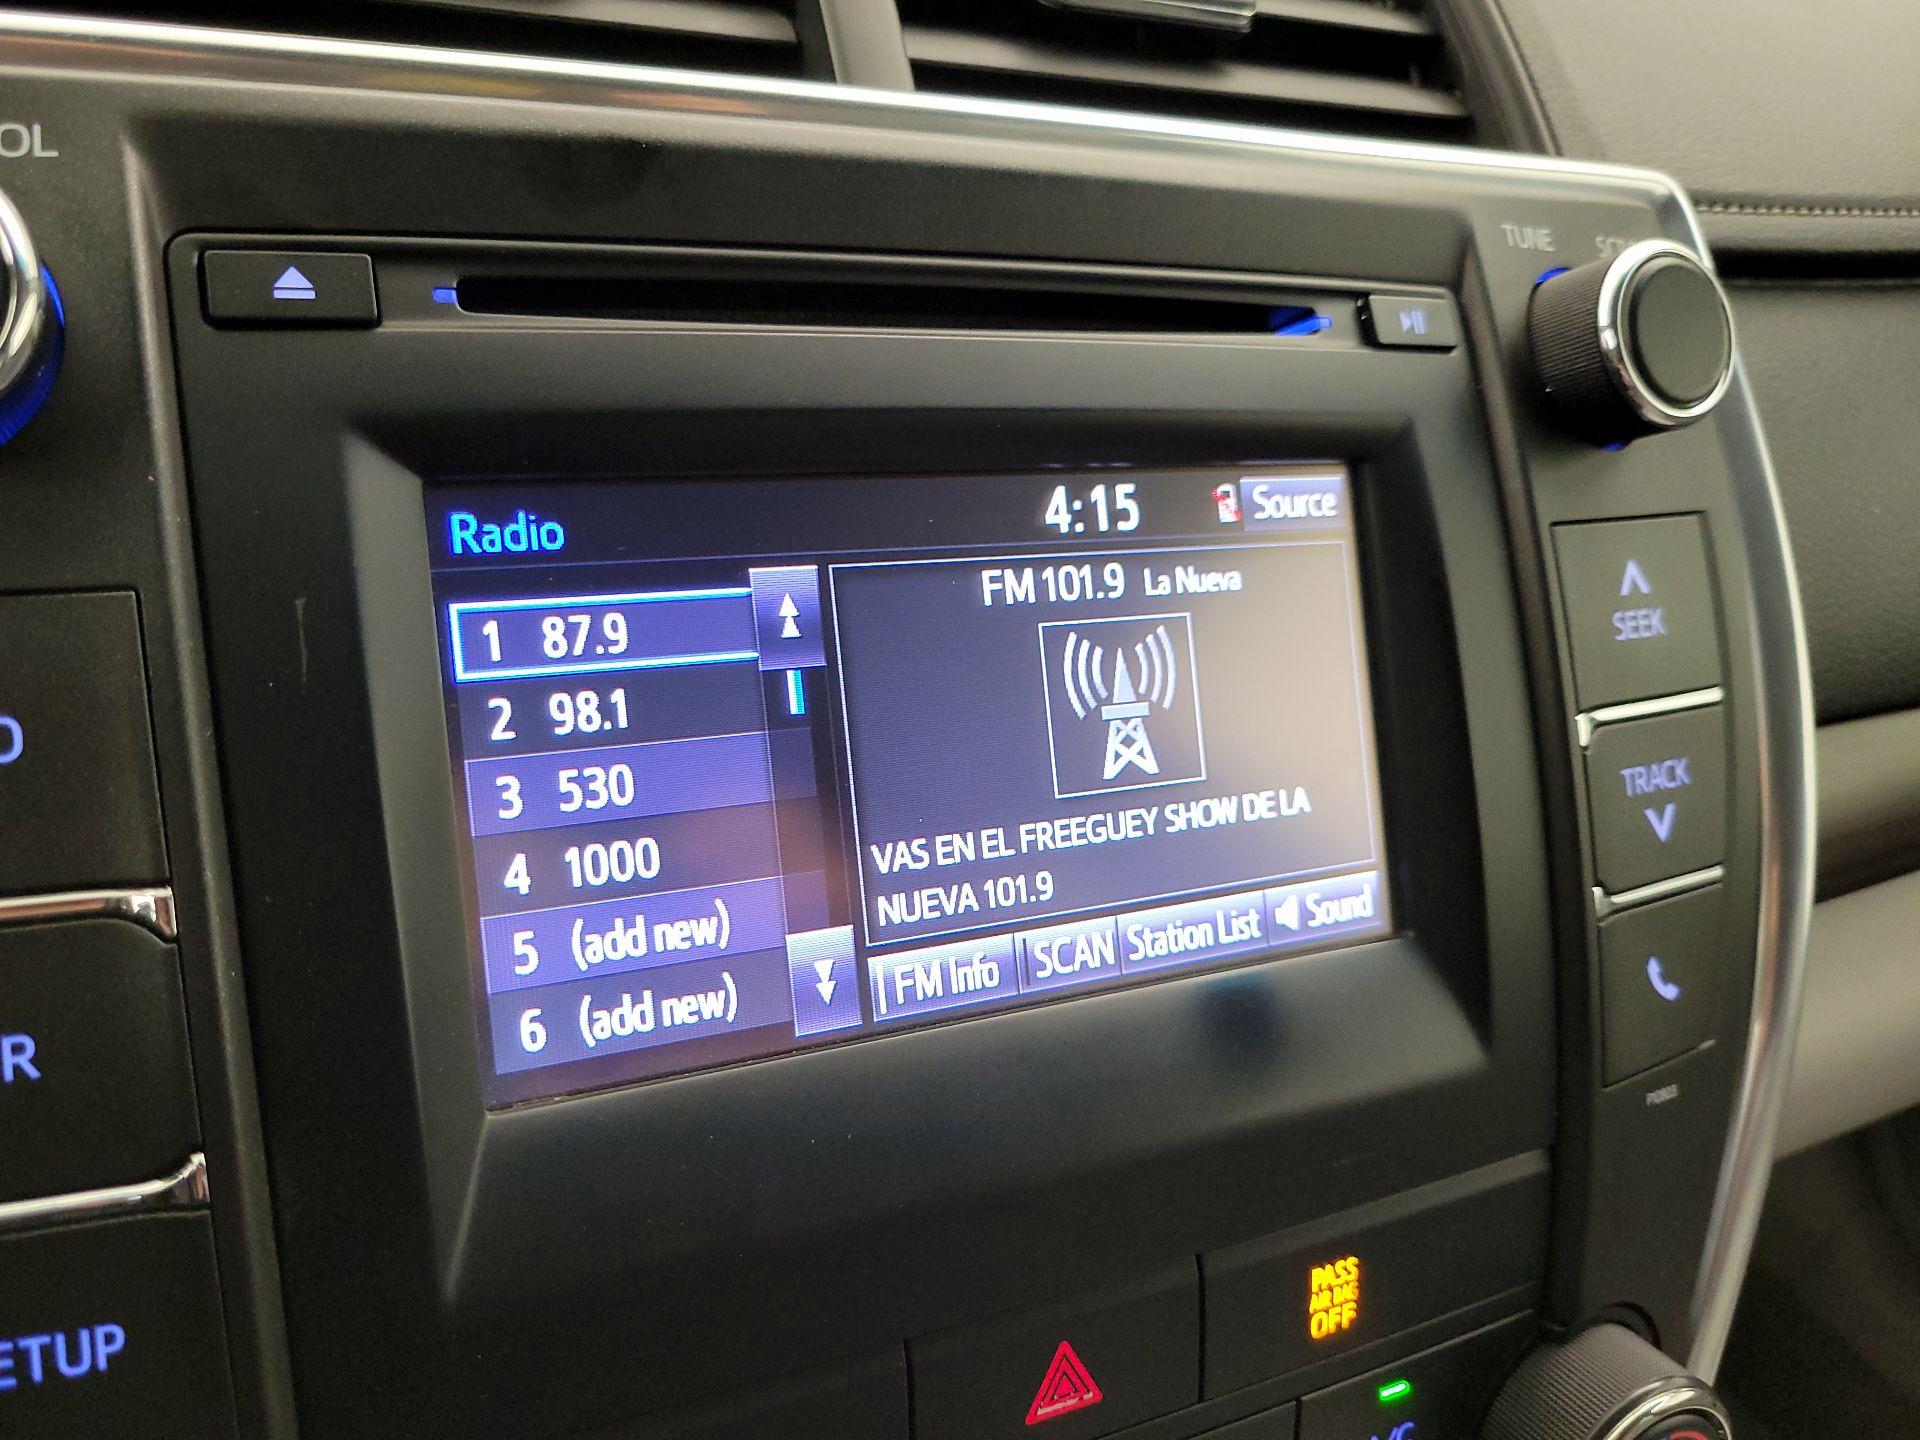 OL
TUNE
Radio
4:15
Source
FM 101.9 La Nueva
1 87.9
2 98.1
3 530
4 1000
5 (add new)
6 (add new)
VAS EN EL FREEGUEY SHOW DE LA
NUEVA 101.9
FM Info
SCAN
Station List
Sound
SEEK
TRACK
D
R
ETUP
PASS
AIR BAG
OFF